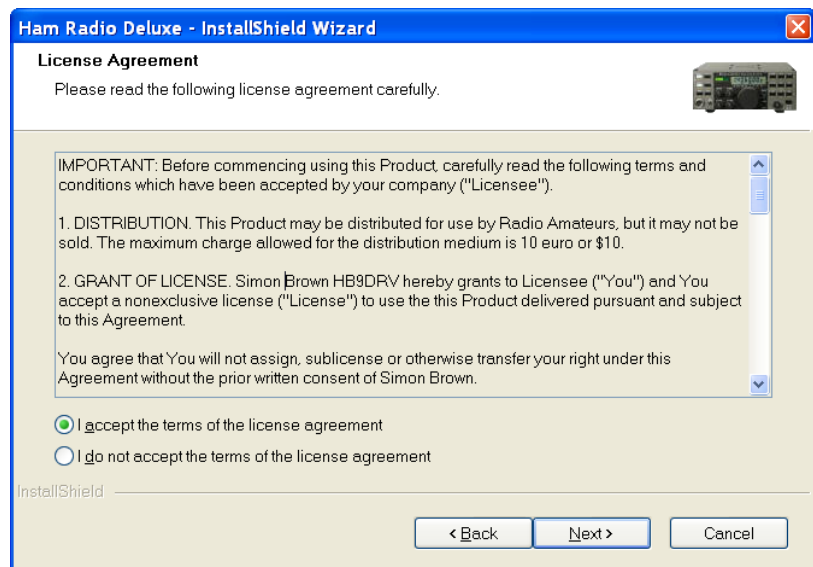 Ham Radio Deluxe - InstallShield Wizard
License Agreement
Please read the following license agreement carefully.
IMPORTANT: Before commencing using this Product, carefully read the following terms and
conditions which have been accepted by your company ("Licensee").
1. DISTRIBUTION. This Product may be distributed for use by Radio Amateurs, but it may not be
sold. The maximum charge allowed for the distribution medium is 10 euro or $10.
2. GRANT OF LICENSE. Simon Brown HB9DRV hereby grants to Licensee ("You") and You
accept a nonexclusive license ("License") to use the this Product delivered pursuant and subject
to this Agreement.
You agree that You will not assign, sublicense or otherwise transfer your right under this
Agreement without the prior written consent of Simon Brown.
I accept the terms of the license agreement
I do not accept the terms of the license agreement
InstallShield
< Back
Next >
Cancel